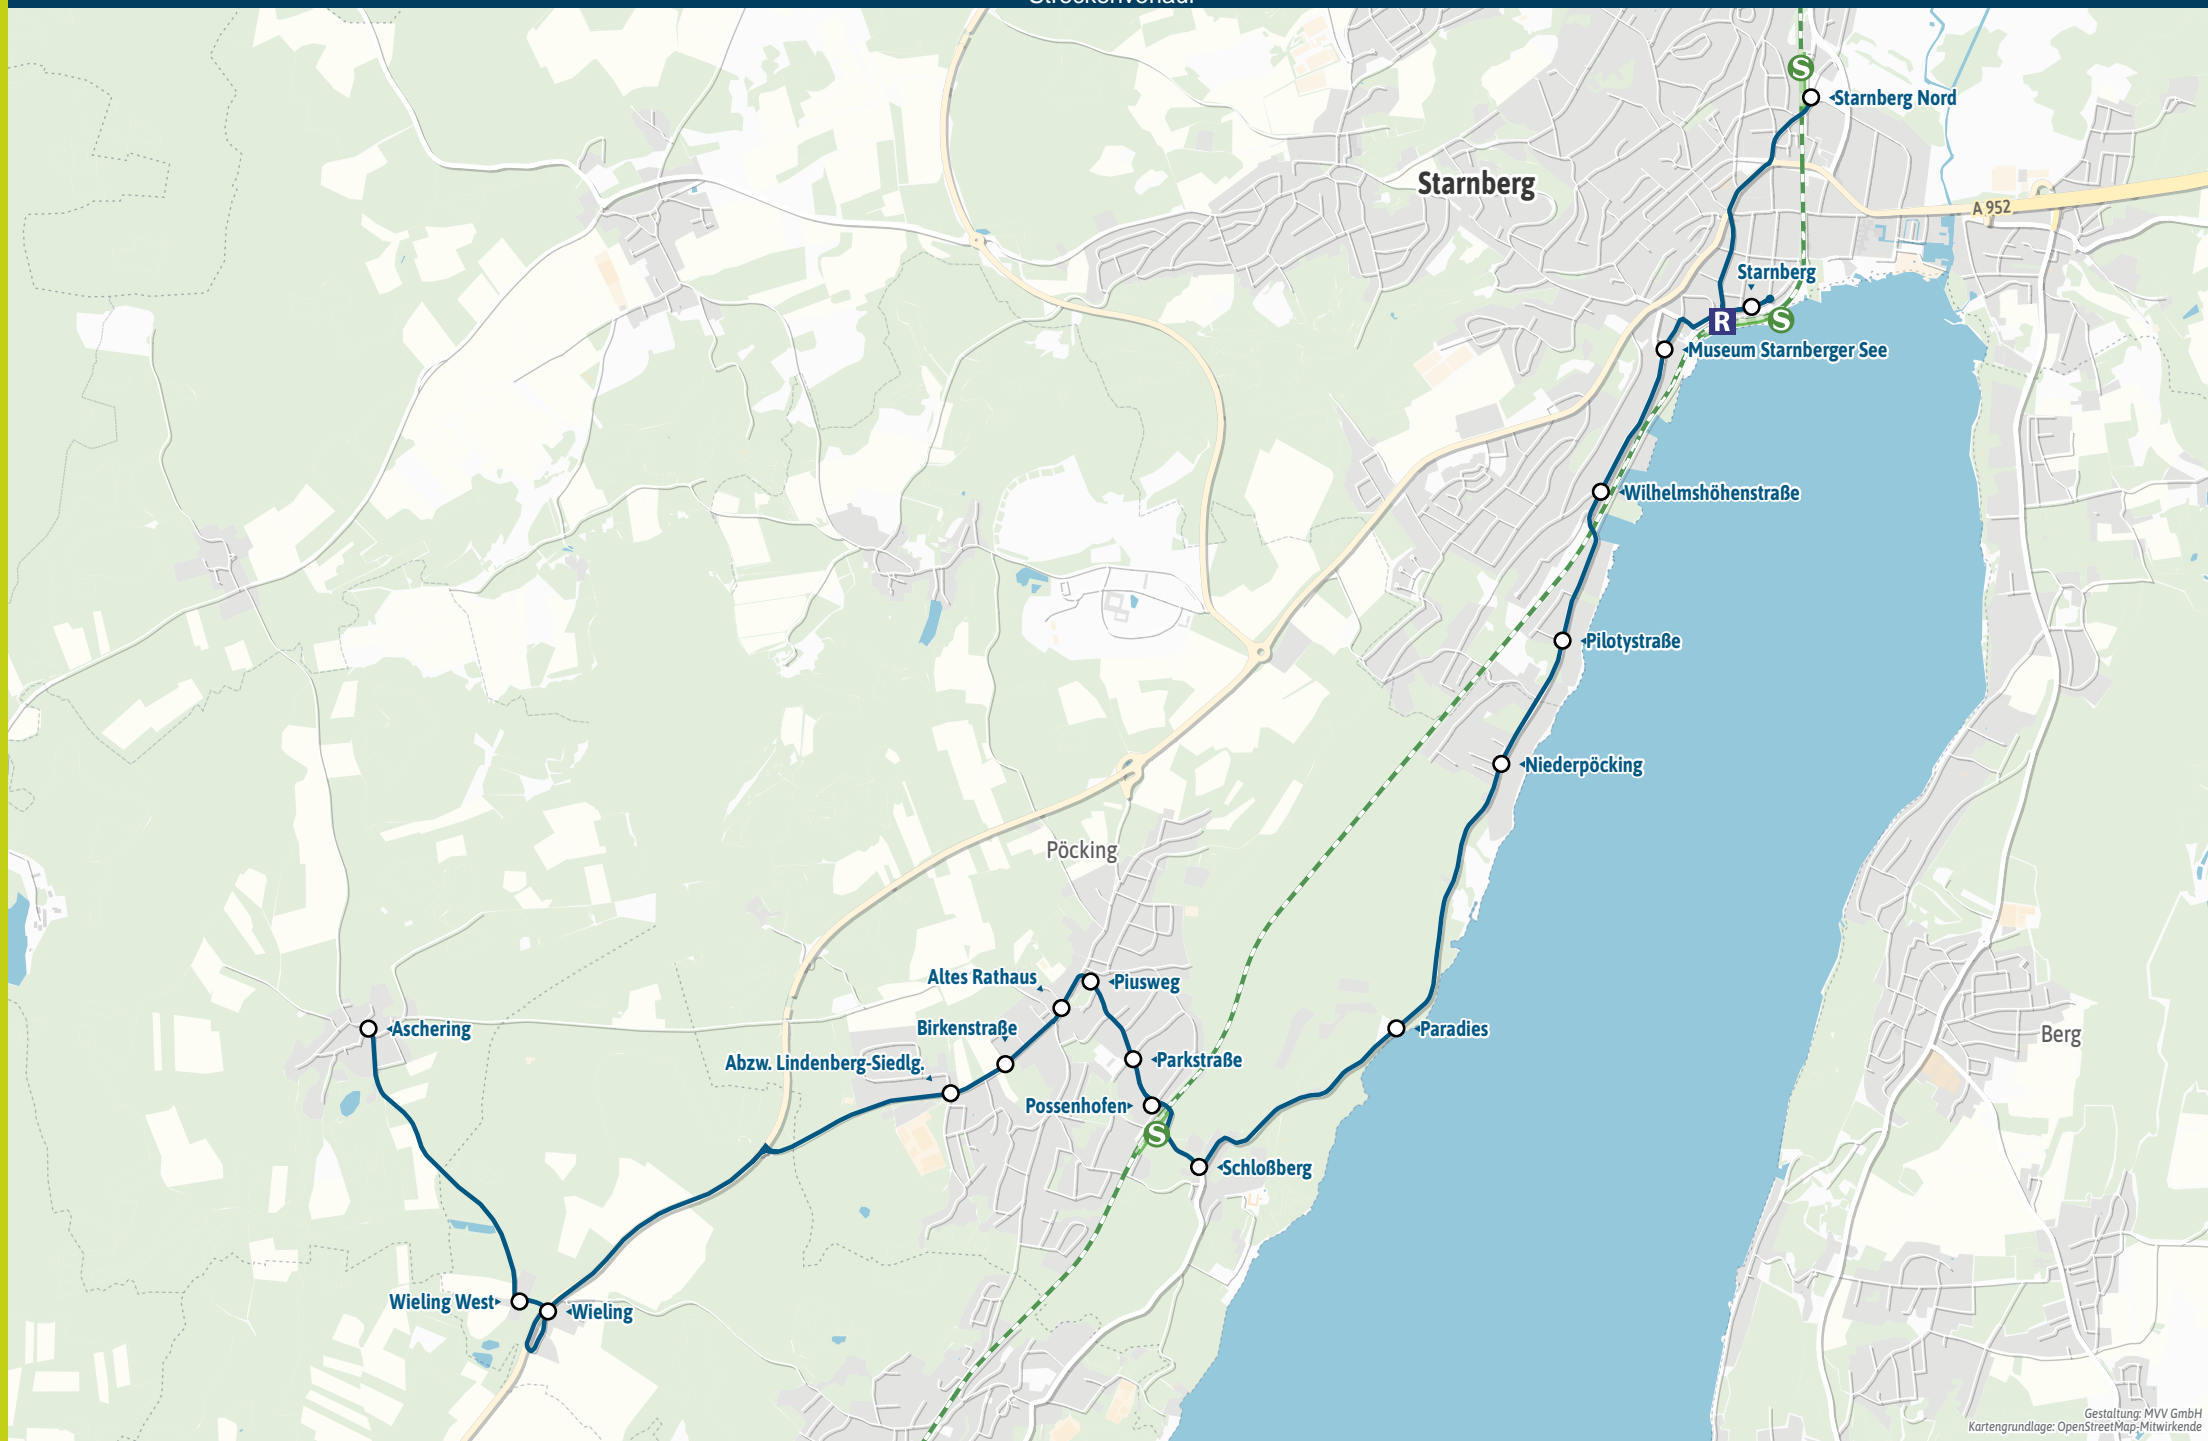 S
Starnberg Nord
Starnberg
A 952
Starnberg
R
S
Museum Starnberger See
Wilhelmshöhenstraße
Pilotystraße
Niederpöcking
Pöcking
Altes Rathaus
Piusweg
Birkenstraße
Aschering
Paradies
Berg
Abzw. Lindenberg-Siedlg.
Parkstraße
Possenhofen
S
Schloßberg
Wieling West
Wieling
Gestaltung: MVV GmbH
Kartengrundlage: OpenStreetMap-Mitwirkende